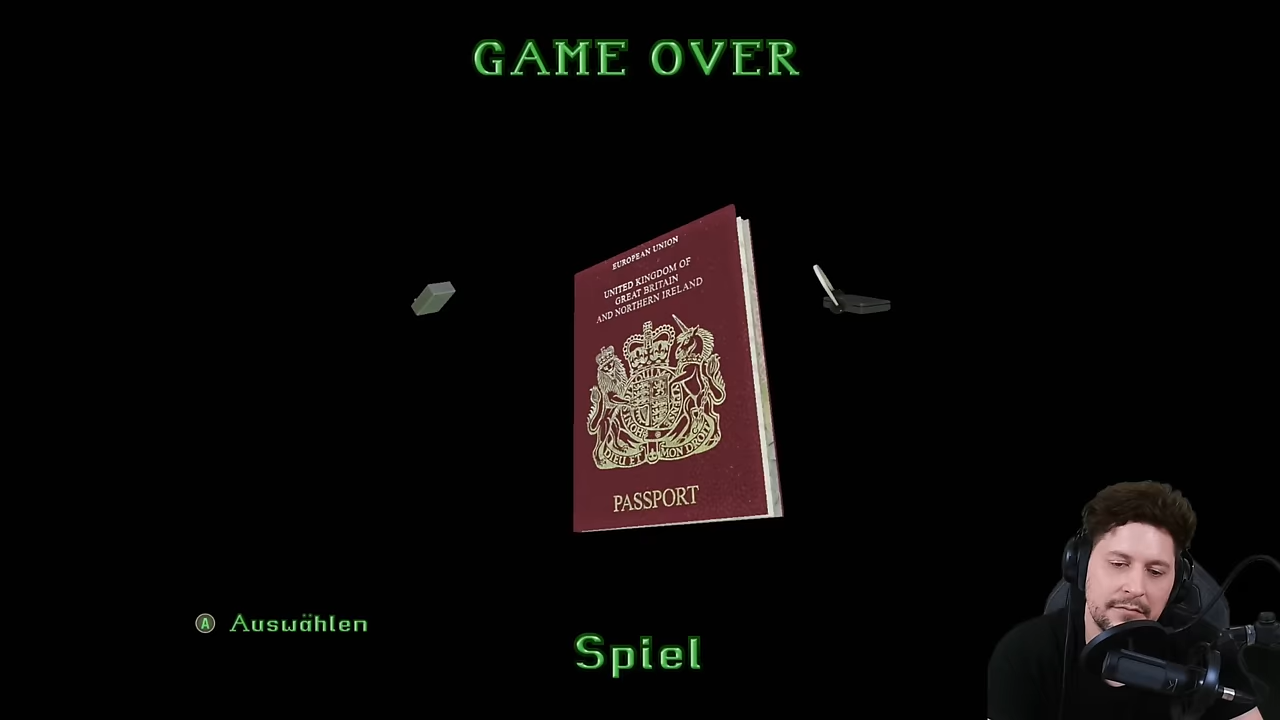 GAME OVER
EUROPEAN UNION
UNITED KINGDOM OF
GREAT BRITAIN
AND NORTHERN IRELAND
DIEU ET MON DROIT
PASSPORT
A Auswählen
Spiel